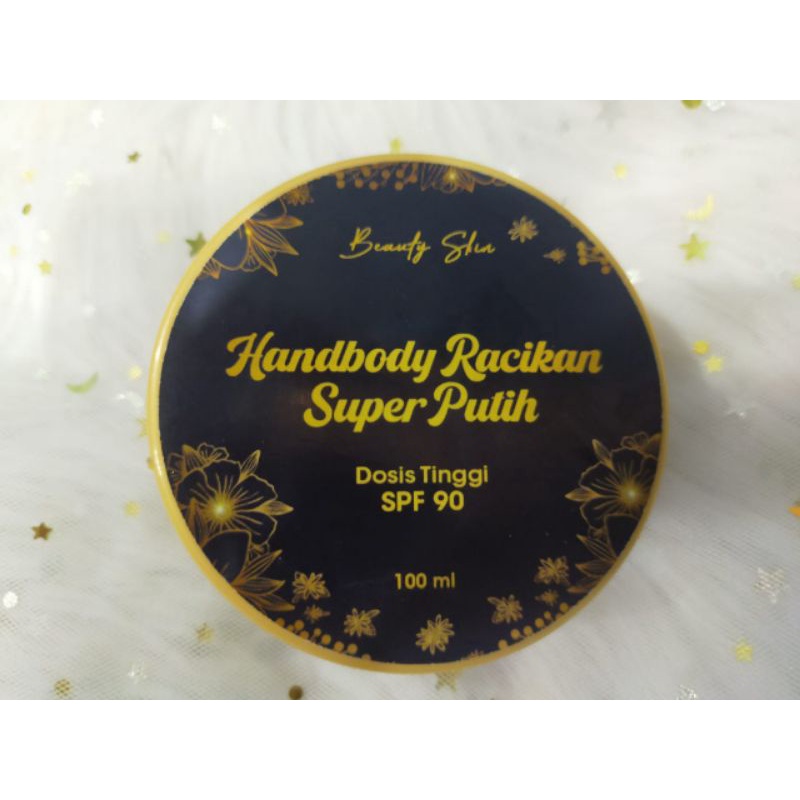 Beauty Skin
Handbody Racikan
Super Putih
Dosis Tinggi
SPF 90
100 ml